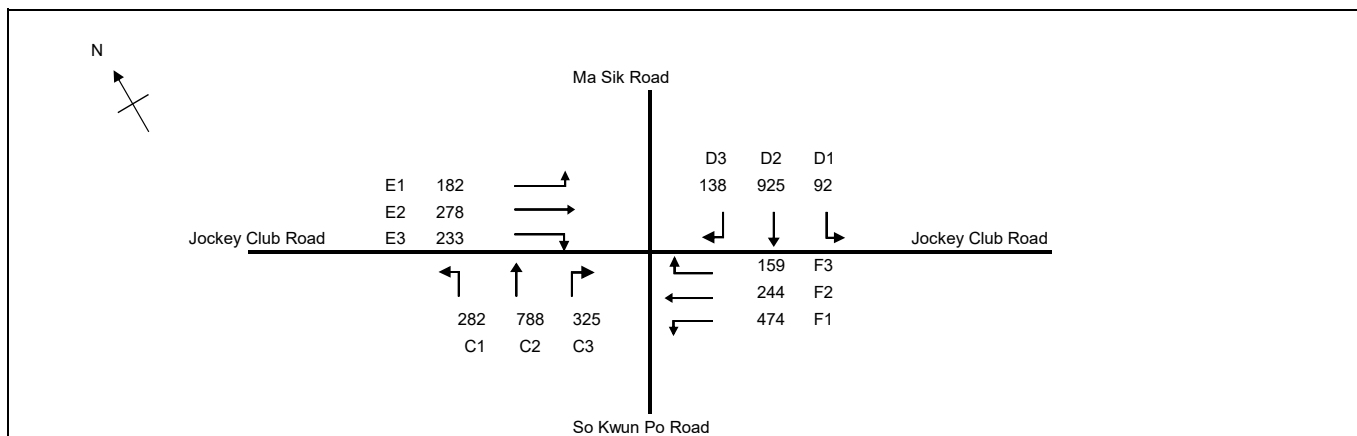 N
Ma Sik Road
D3 D2 D1
138 925 92
E1 182
E2 278
E3 233
Jockey Club Road
Jockey Club Road
159 F3
244 F2
474 F1
282 788 325
C1 C2 C3
So Kwun Po Road